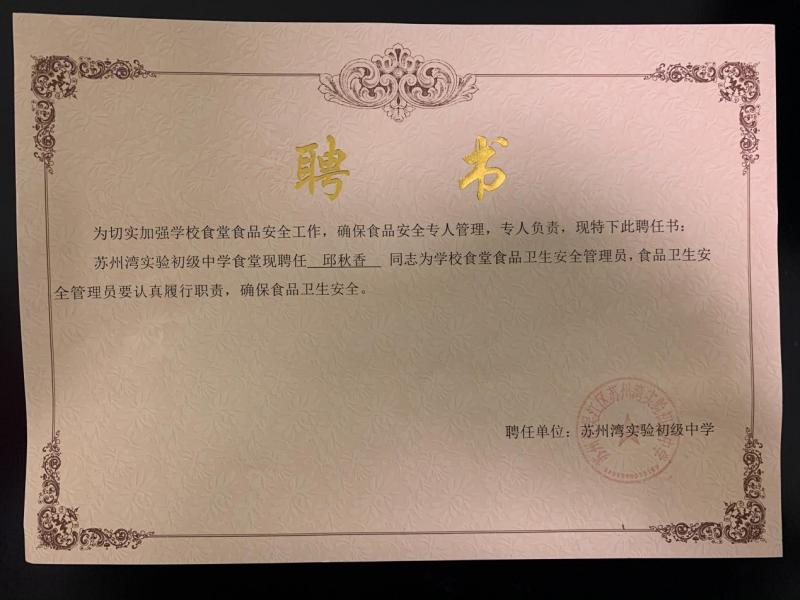 聘 书
为切实加强学校食堂食品安全工作，确保食品安全专人管理，专人负责，现特下此聘任书：
苏州湾实验初级中学食堂现聘任 邱秋香 同志为学校食堂食品卫生安全管理员，食品卫生安
全管理员要认真履行职责，确保食品卫生安全。
聘任单位：苏州湾实验初级中学